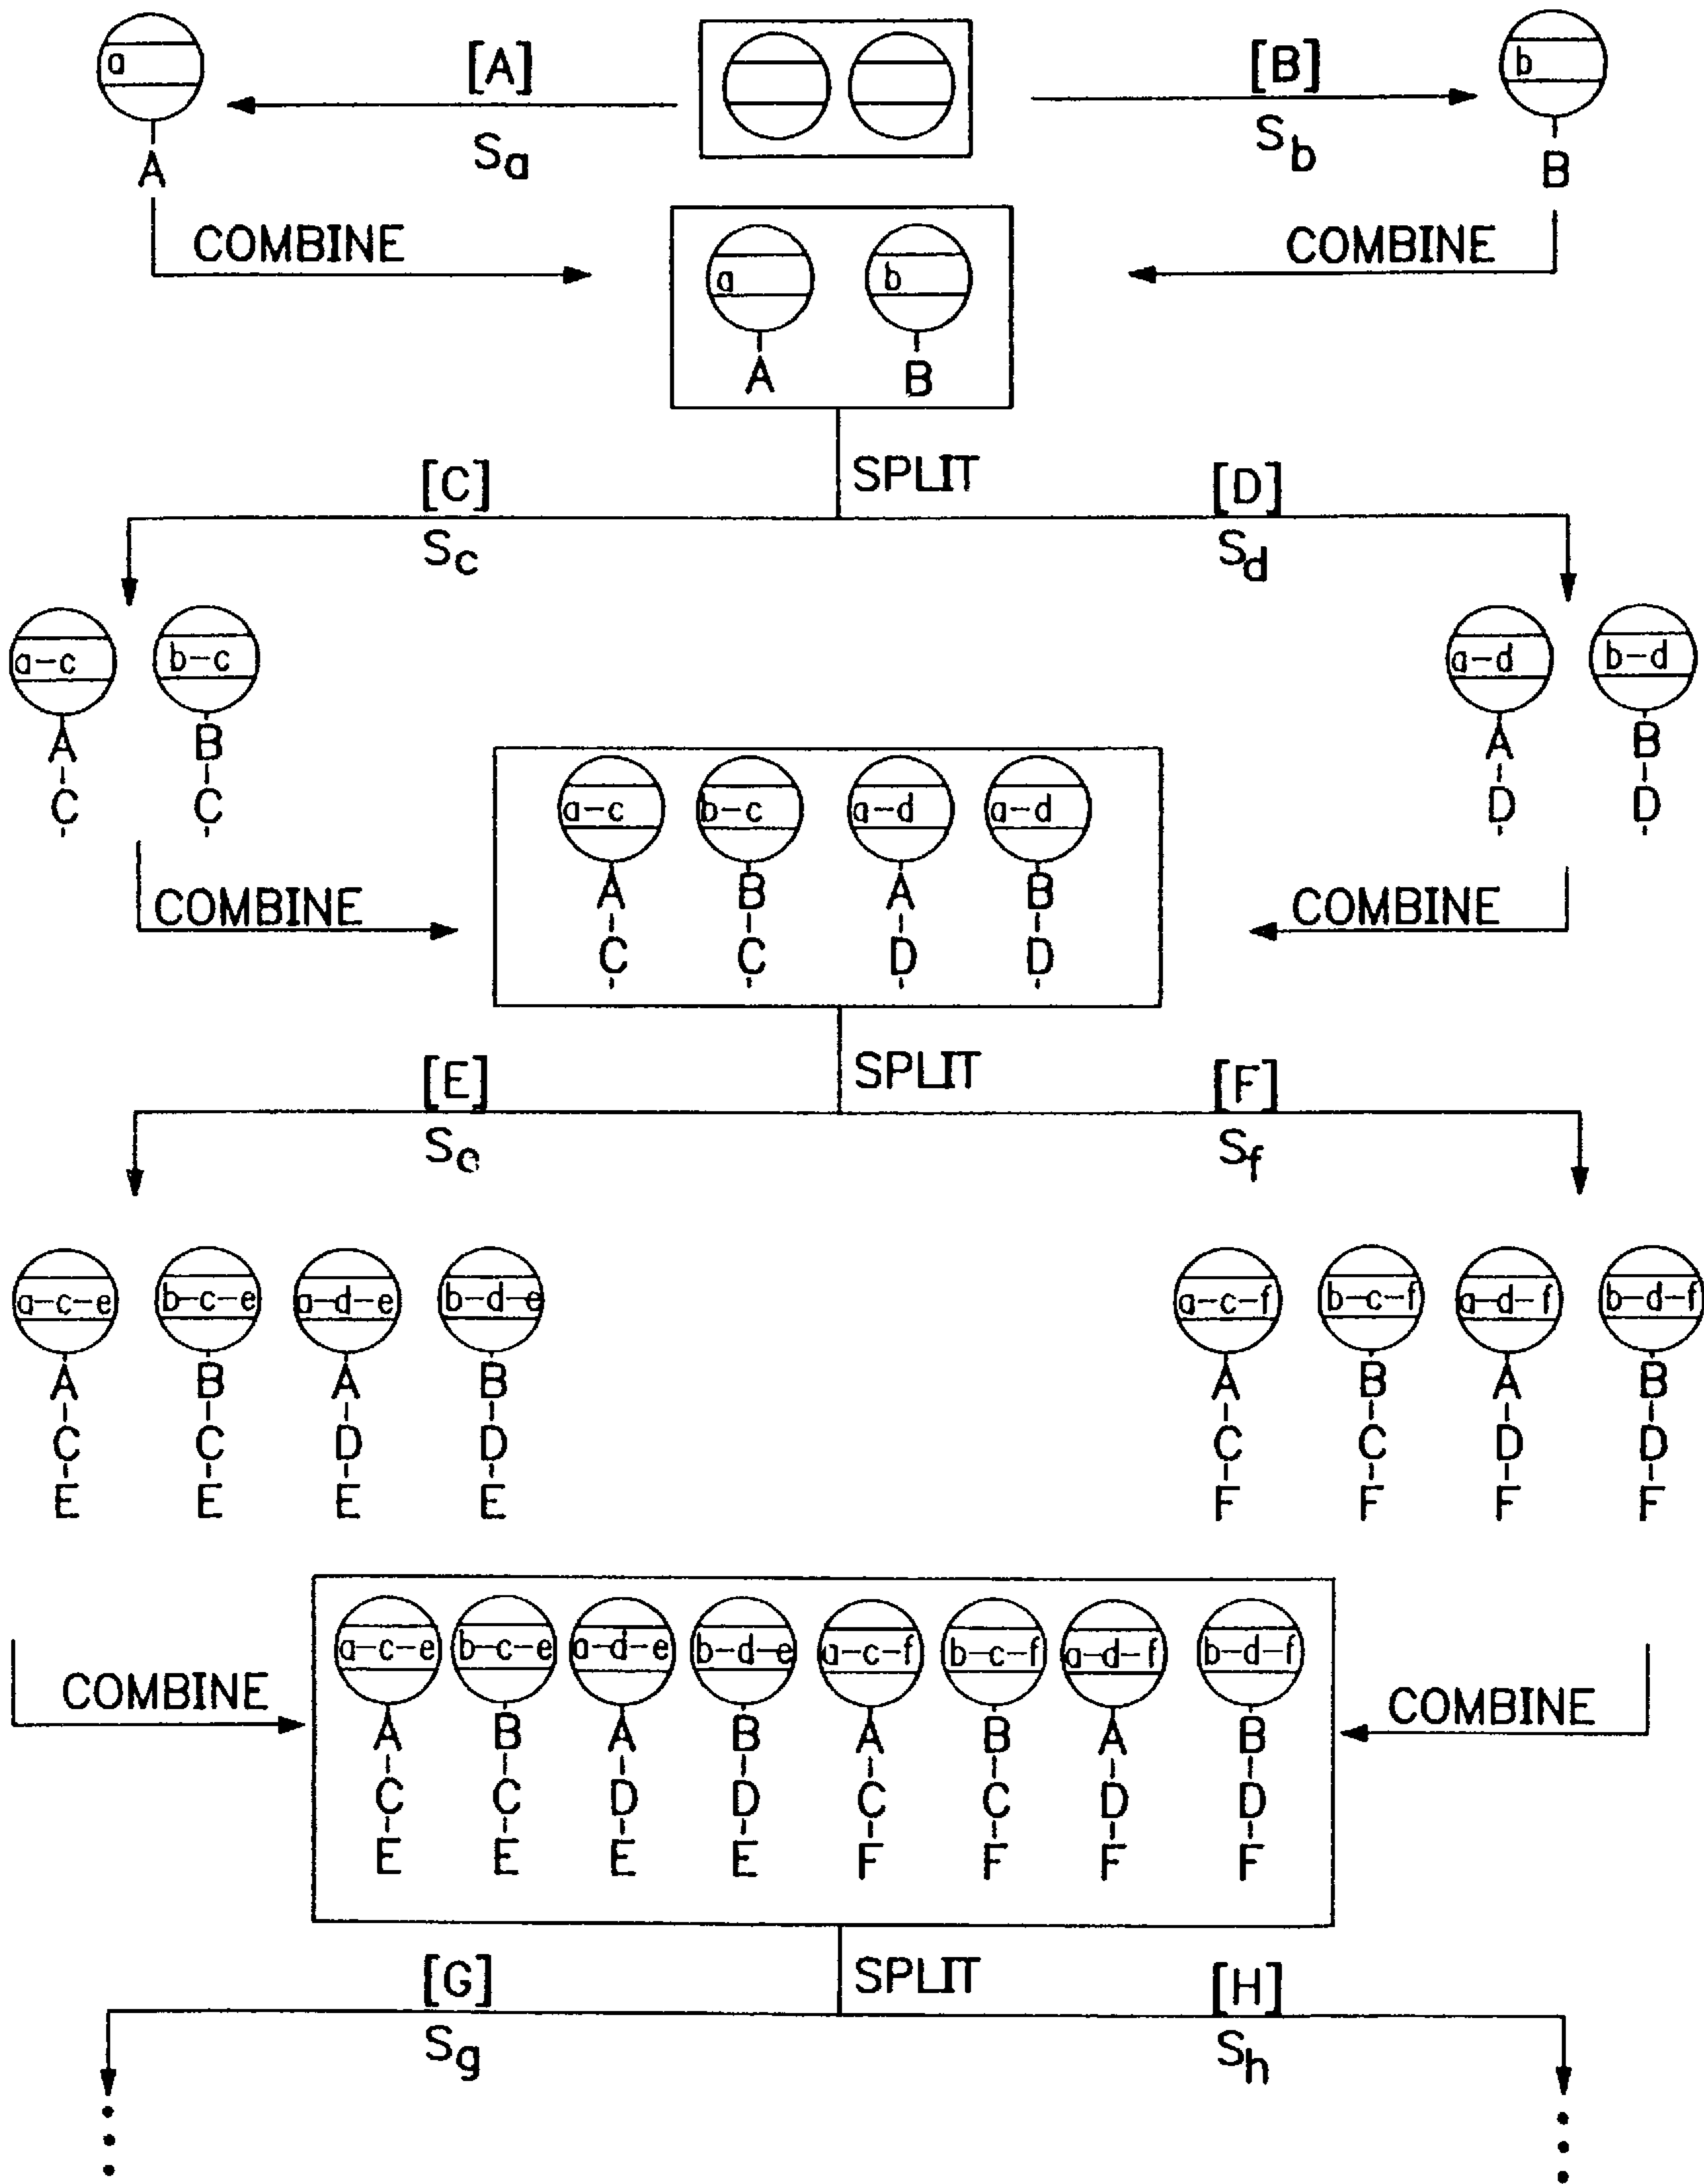 a [A] [B] b
Sa Sb
A B
COMBINE COMBINE
a b
A B
SPLIT
[C] [D]
Sc Sd
a-c b-c a-d b-d
A B A B
C C D D
a-c b-c a-d a-d
A B A B
C C D D
COMBINE COMBINE
SPLIT
[E] [F]
Se Sf
a-c-e b-c-e a-d-e b-d-e a-c-f b-c-f a-d-f b-d-f
A B A B A B A B
C C D D C C D D
E E E E F F F F
a-c-e b-c-e a-d-e b-d-e a-c-f b-c-f a-d-f b-d-f
COMBINE COMBINE
A B A B A B A B
C C D D C C D D
E E E E F F F F
SPLIT
[G] [H]
Sg Sh